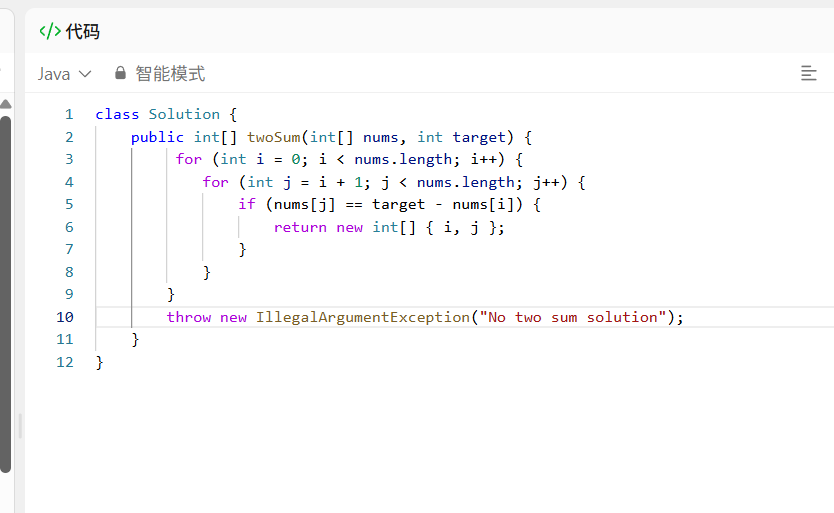 </> 代码
Java 智能模式
1 class Solution {
2 public int[] twoSum(int[] nums, int target) {
3 for (int i = 0; i < nums.length; i++) {
4 for (int j = i + 1; j < nums.length; j++) {
5 if (nums[j] == target - nums[i]) {
6 return new int[] { i, j };
7 }
8 }
9 }
10 throw new IllegalArgumentException("No two sum solution");
11 }
12 }